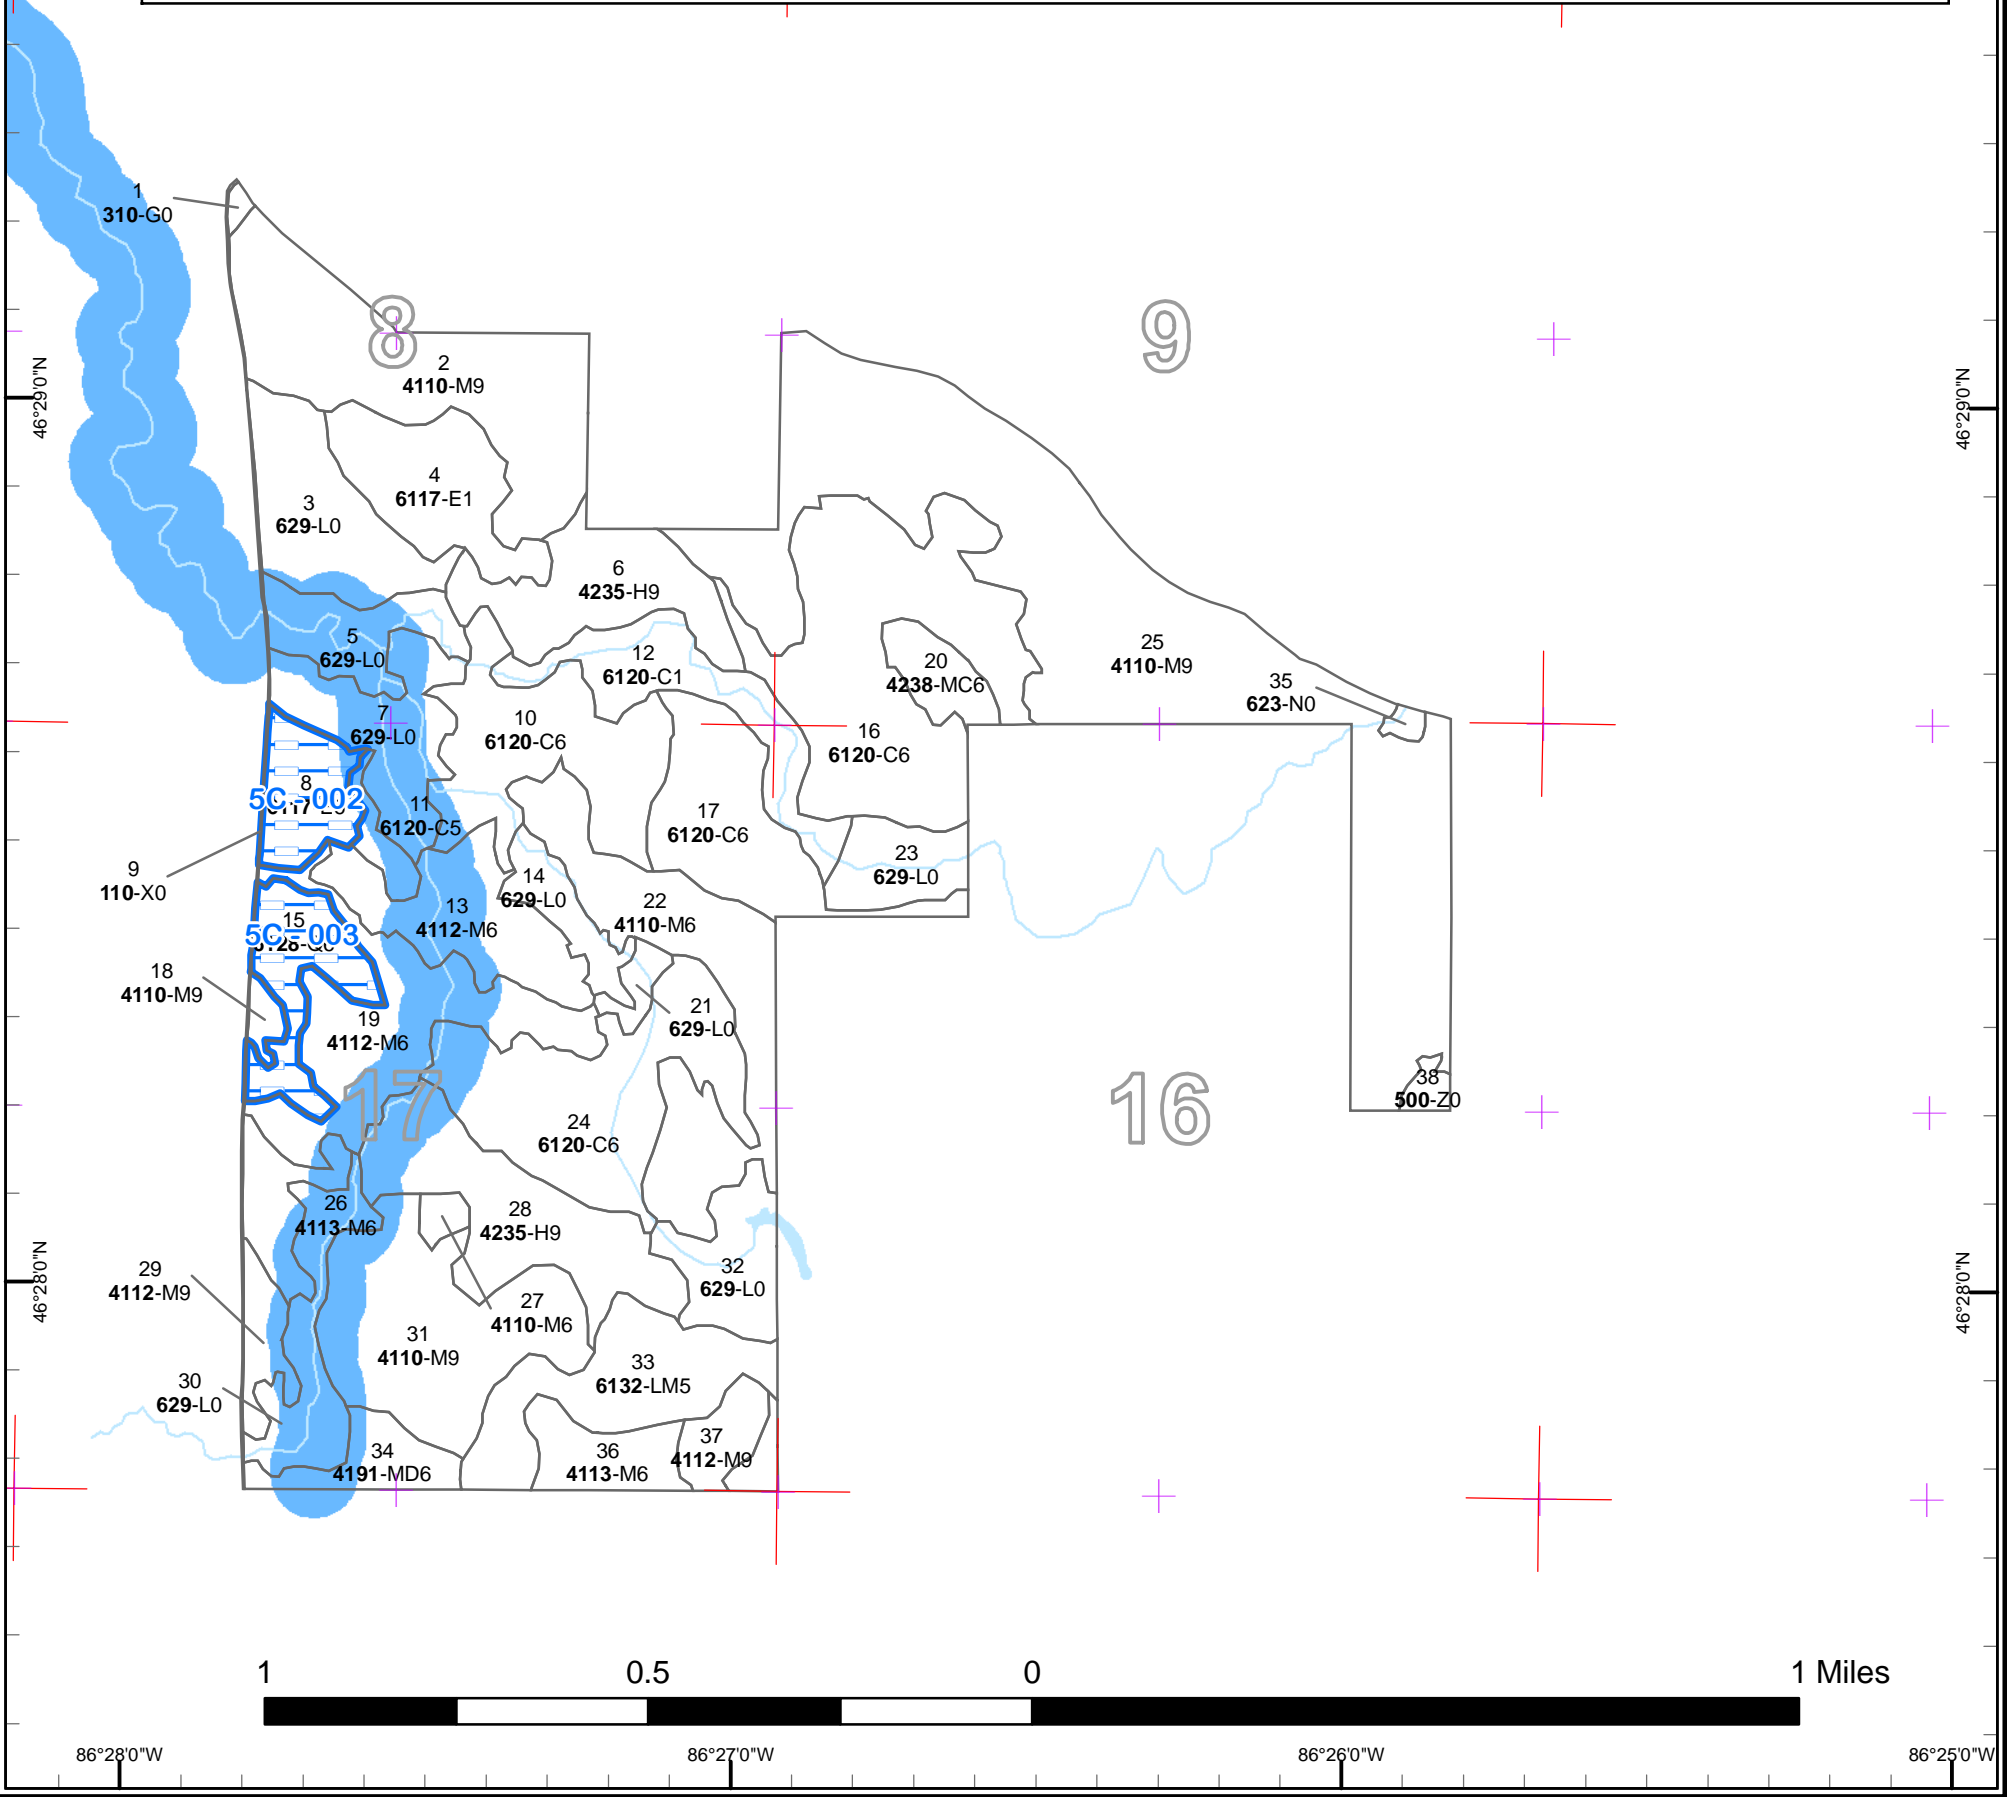 1
310-G0
8
9
2
4110-M9
46°29'0"N
46°29'0"N
4
6117-E1
3
629-L0
6
4235-H9
5
629-L0
12
6120-C1
20
4238-MC6
25
4110-M9
35
623-N0
7
629-L0
10
6120-C6
16
6120-C6
8
5C-002
11
6120-C5
17
6120-C6
9
110-X0
14
629-L0
23
629-L0
13
4112-M6
22
4110-M6
15
5C-003
18
4110-M9
19
4112-M6
21
629-L0
17
16
38
500-Z0
24
6120-C6
26
4113-M6
28
4235-H9
29
4112-M9
32
629-L0
46°28'0"N
46°28'0"N
27
4110-M6
31
4110-M9
33
6132-LM5
30
629-L0
34
4191-MD6
36
4113-M6
37
4112-M9
1 0.5 0 1 Miles
86°28'0"W 86°27'0"W 86°26'0"W 86°25'0"W